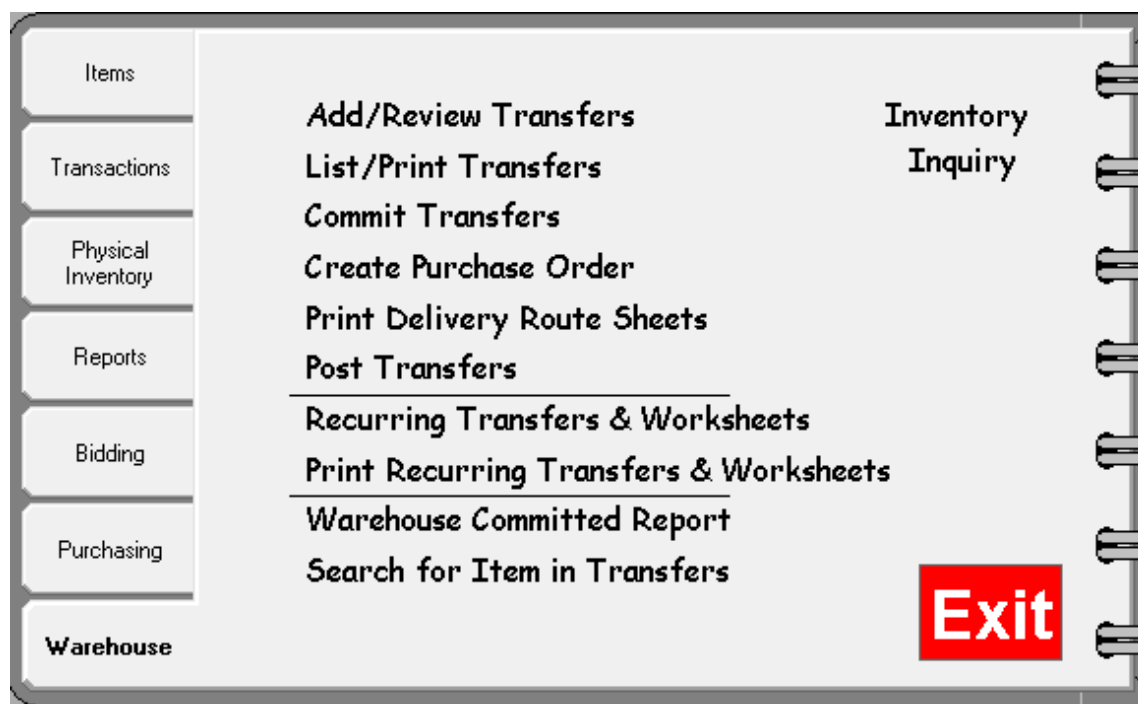 Items
Transactions
Physical
Inventory
Reports
Bidding
Purchasing
Warehouse
Add/Review Transfers
List/Print Transfers
Commit Transfers
Create Purchase Order
Print Delivery Route Sheets
Post Transfers
Recurring Transfers & Worksheets
Print Recurring Transfers & Worksheets
Warehouse Committed Report
Search for Item in Transfers
Inventory
Inquiry
Exit